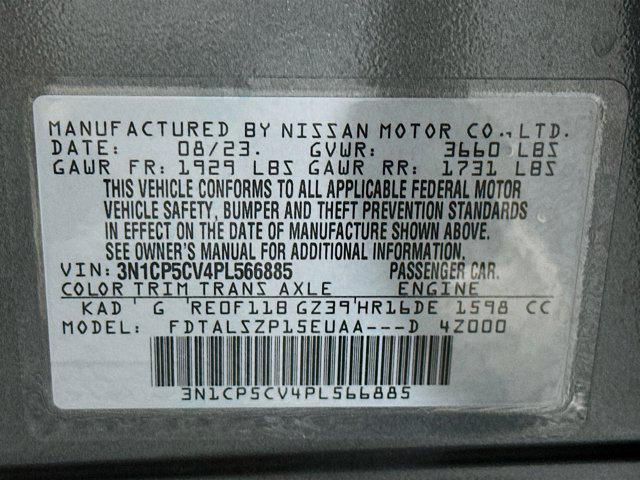 MANUFACTURED BY NISSAN MOTOR CO.,LTD.
DATE: 08/23. GVWR: 3660 LBS
GAWR FR: 1929 LBS GAWR RR: 1731 LBS
THIS VEHICLE CONFORMS TO ALL APPLICABLE FEDERAL MOTOR
VEHICLE SAFETY, BUMPER AND THEFT PREVENTION STANDARDS
IN EFFECT ON THE DATE OF MANUFACTURE SHOWN ABOVE.
SEE OWNER'S MANUAL FOR ADDITIONAL INFORMATION.
VIN: 3N1CP5CV4PL566885 PASSENGER CAR.
COLOR TRIM TRANS AXLE ENGINE
KAD G RE0F11B GZ39 HR16DE 1598 CC
MODEL: FDTALSZP15EUAA---D 4Z000
3N1CP5CV4PL566885